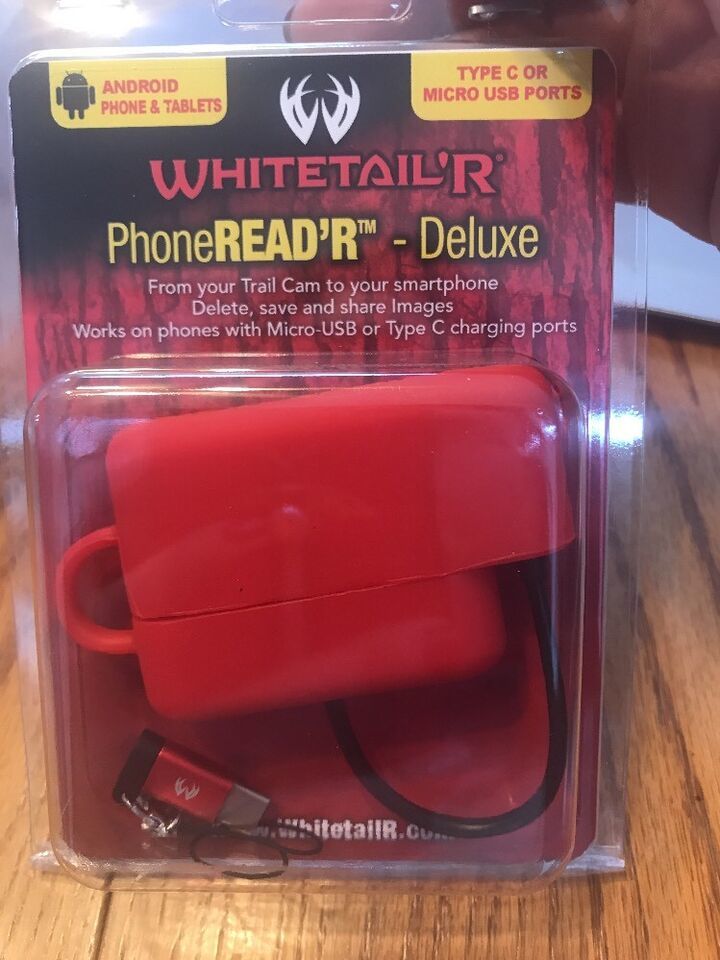 ANDROID
PHONE & TABLETS
TYPE C OR
MICRO USB PORTS
WHITETAIL'R®
PhoneREAD'R™ - Deluxe
From your Trail Cam to your smartphone
Delete, save and share Images
Works on phones with Micro-USB or Type C charging ports
WhitetailR.